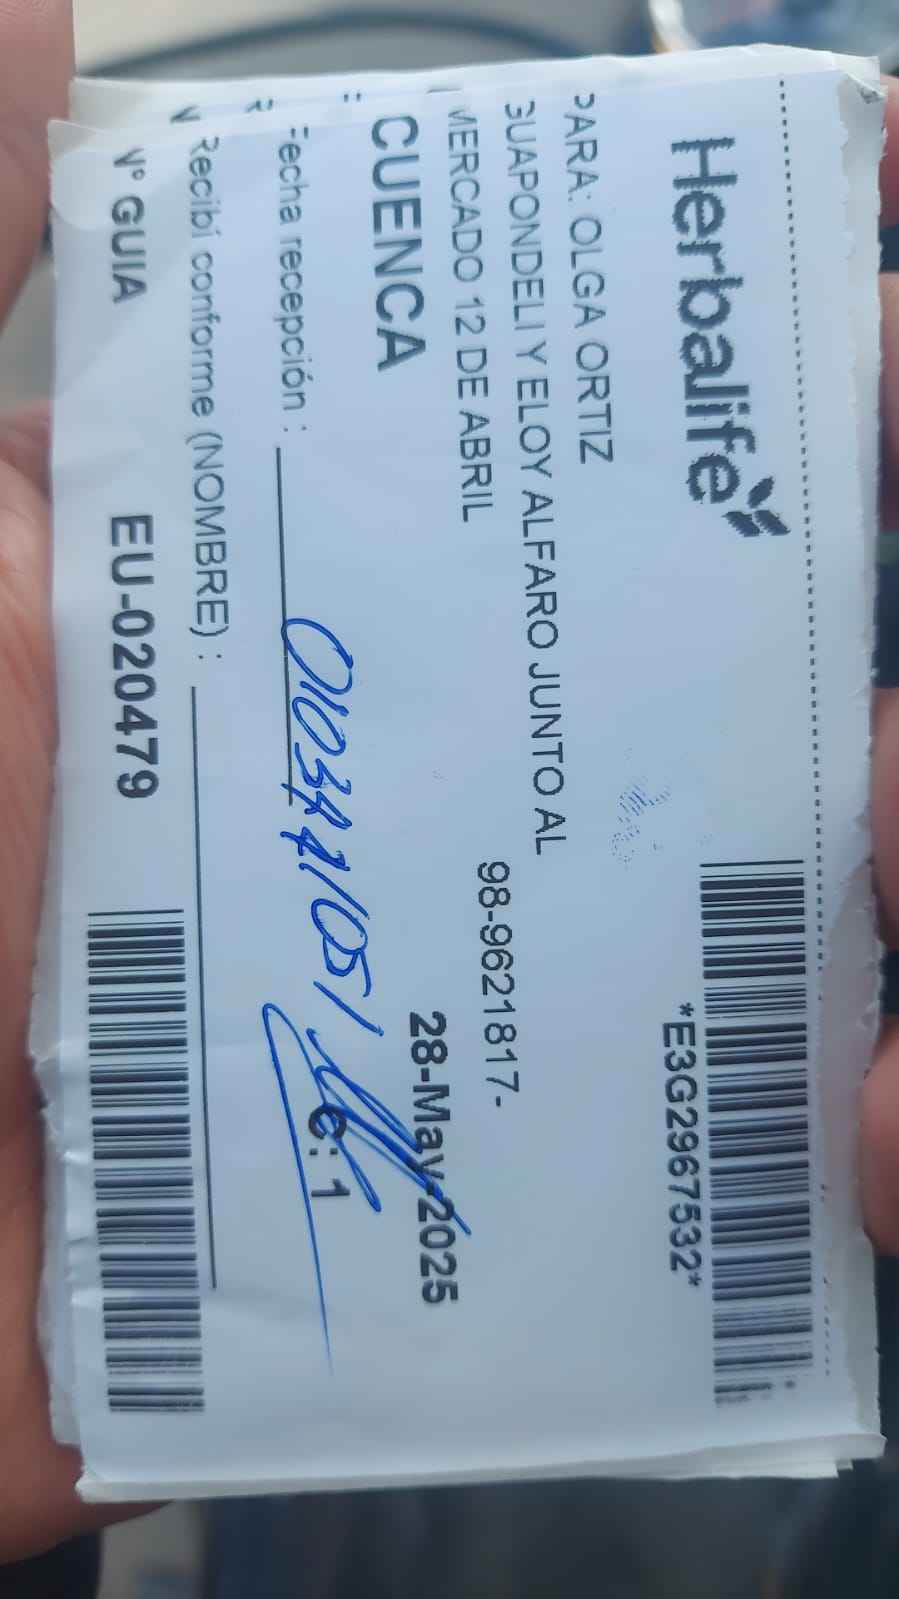 Herbalife
*E3G2967532*
PARA: OLGA ORTIZ
GUAPONDELI Y ELOY ALFARO JUNTO AL
MERCADO 12 DE ABRIL
98-9621817-
CUENCA
28-May-2025
Fecha recepción :
e: 1
Recibí conforme (NOMBRE) :
N° GUIA
EU-020479